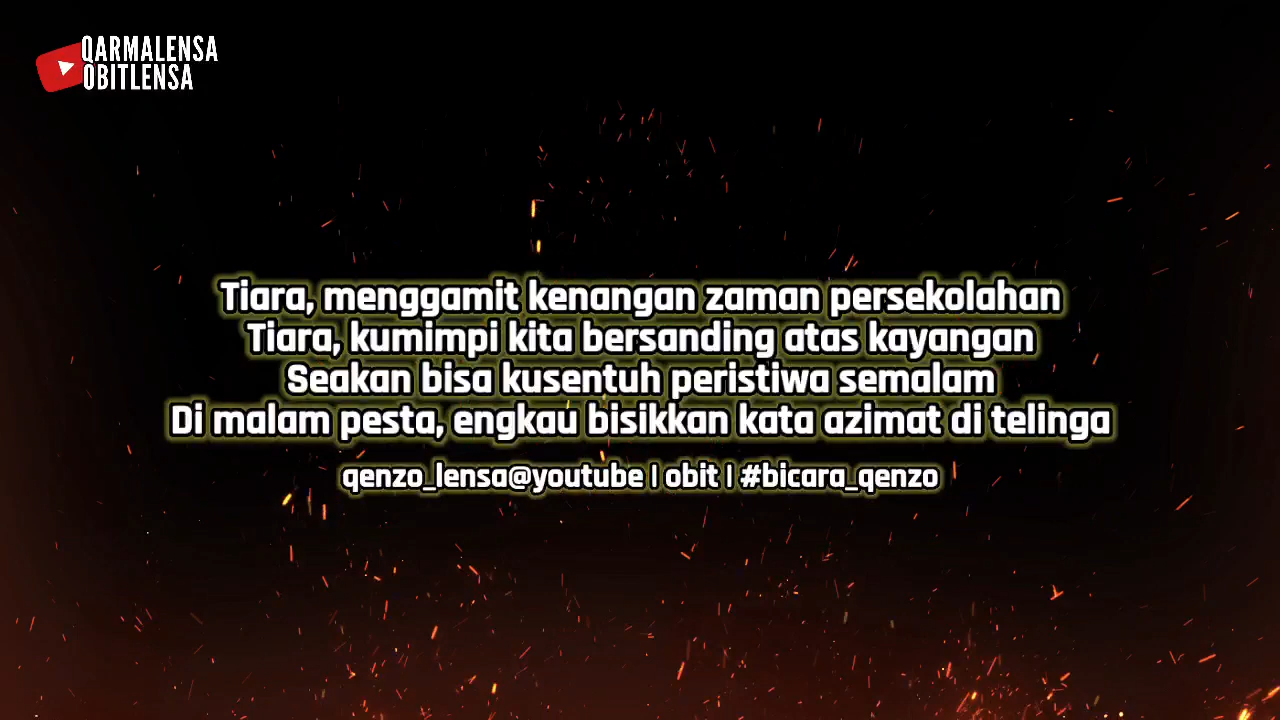 QARMALENSA
OBITLENSA
Tiara, menggamit kenangan zaman persekolahan
Tiara, kumimpi kita bersanding atas kayangan
Seakan bisa kusentuh peristiwa semalam
Di malam pesta, engkau bisikkan kata azimat di telinga
qenzo_lensa@youtube | obit | #bicara_qenzo